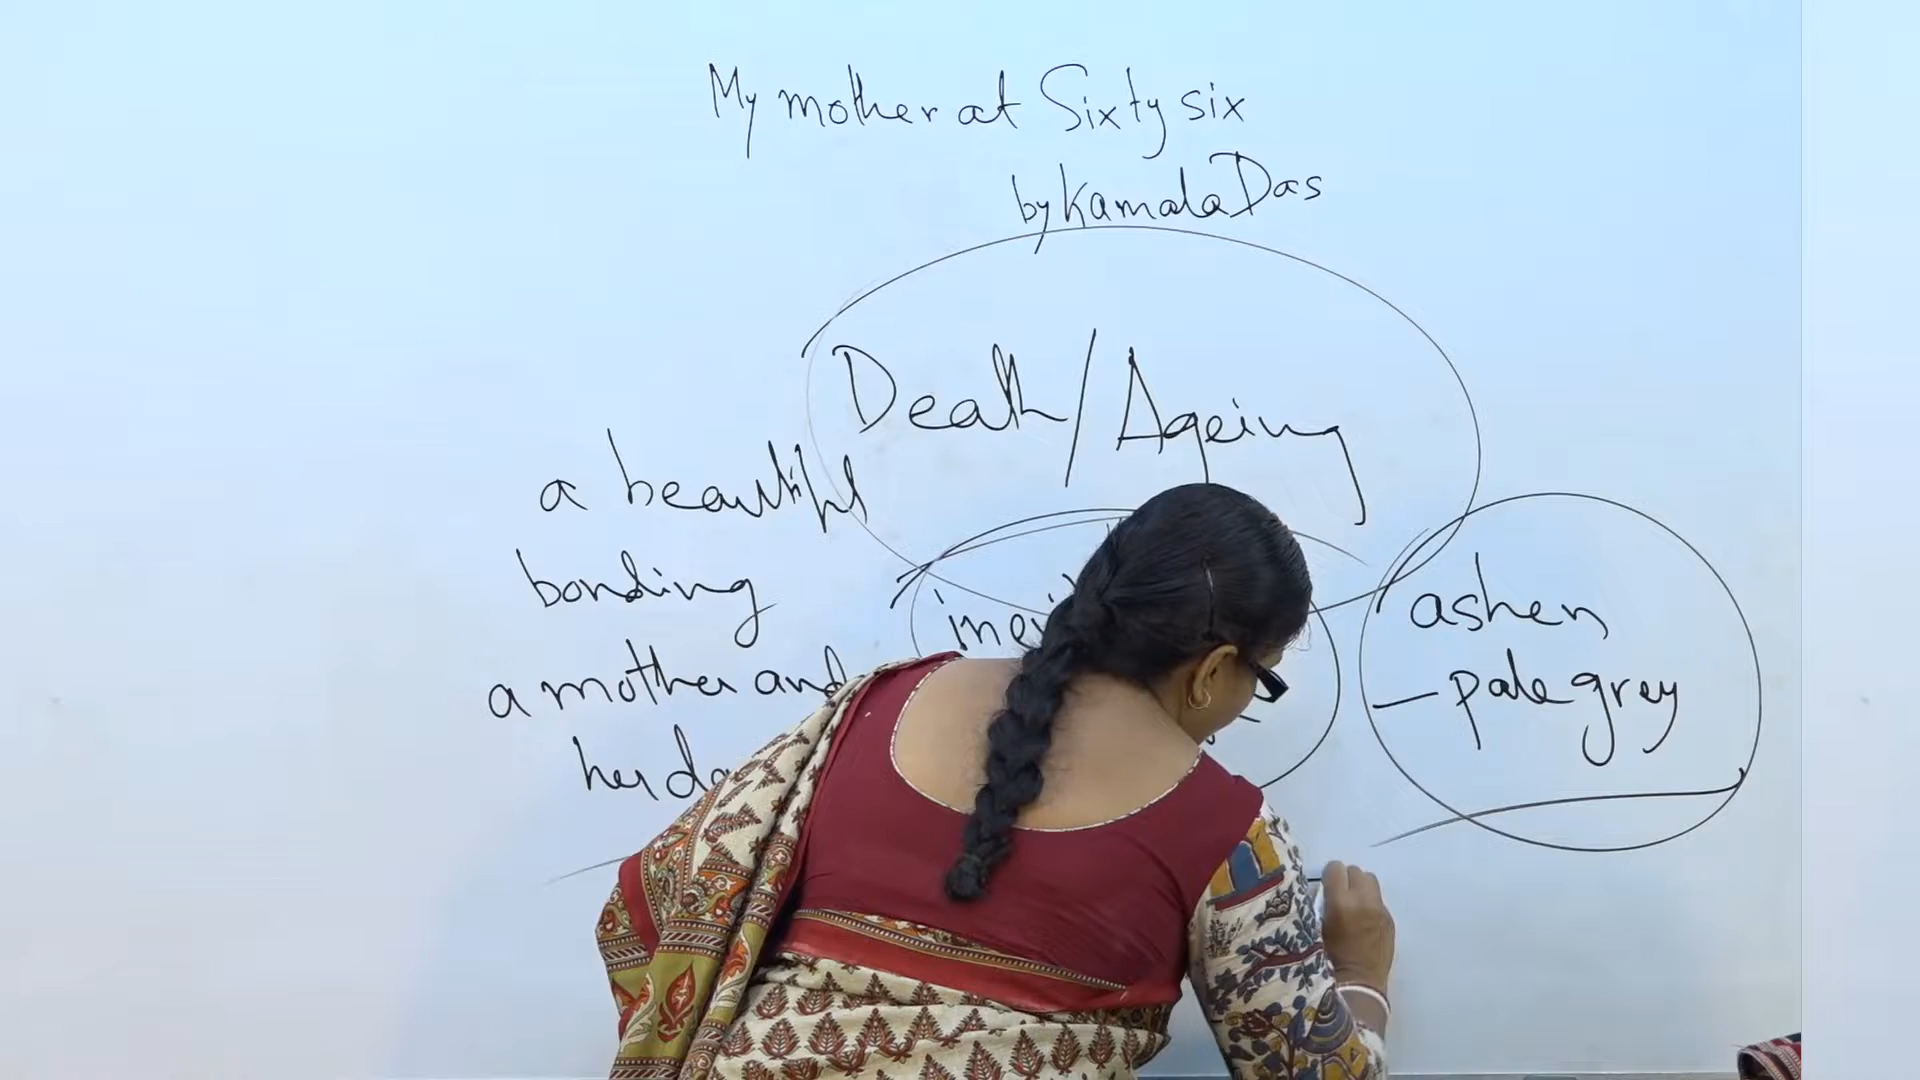 My mother at Sixty six
by Kamala Das
Death/Ageing
a beautiful
bonding
a mother and
her
ashen
- pale grey